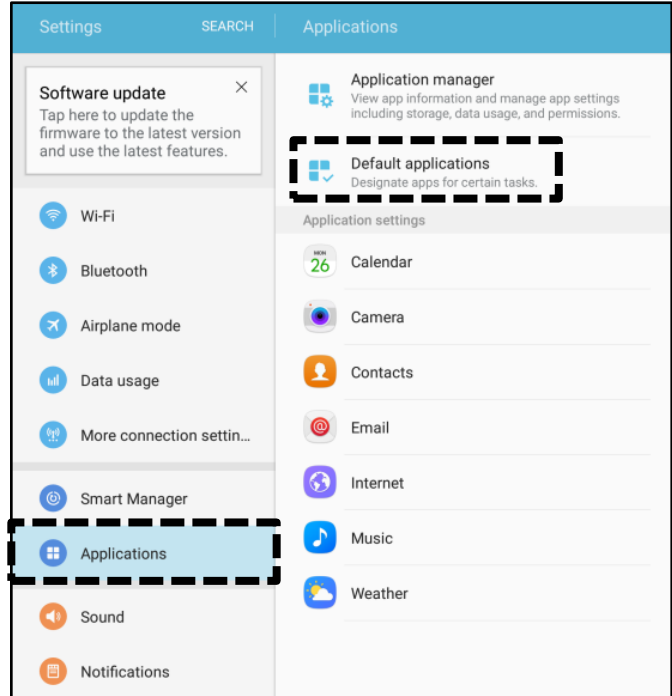 Settings
SEARCH
Software update
Tap here to update the
firmware to the latest version
and use the latest features.
Wi-Fi
Bluetooth
Airplane mode
Data usage
More connection settin...
Smart Manager
Applications
Sound
Notifications
Applications
Application manager
View app information and manage app settings
including storage, data usage, and permissions.
Default applications
Designate apps for certain tasks.
Application settings
MON
26
Calendar
Camera
Contacts
@
Email
Internet
Music
Weather